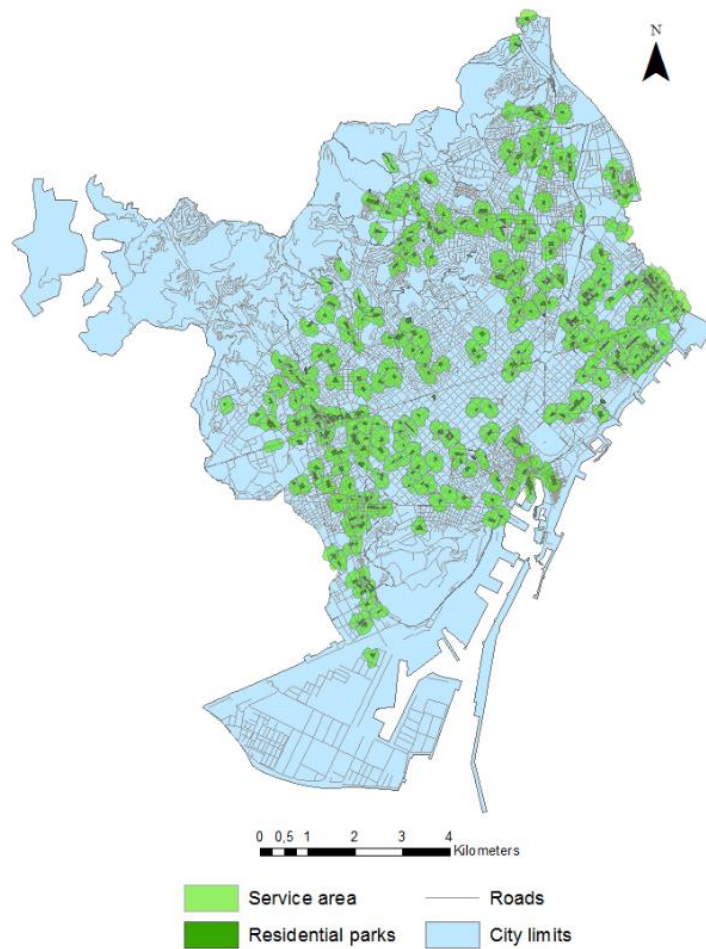 N
0 0,5 1 2 3 4
Kilometers
Service area
Roads
Residential parks
City limits